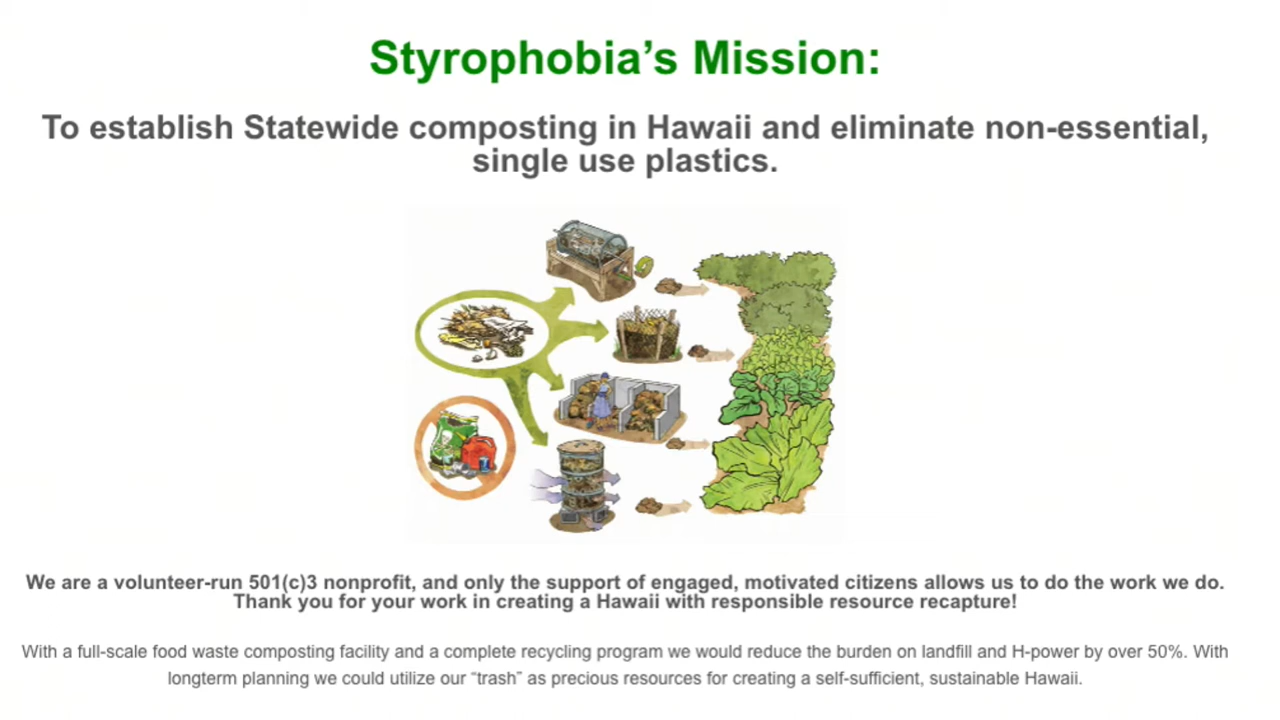 Styrophobia’s Mission:
To establish Statewide composting in Hawaii and eliminate non-essential,
single use plastics.
We are a volunteer-run 501(c)3 nonprofit, and only the support of engaged, motivated citizens allows us to do the work we do.
Thank you for your work in creating a Hawaii with responsible resource recapture!
With a full-scale food waste composting facility and a complete recycling program we would reduce the burden on landfill and H-power by over 50%. With
longterm planning we could utilize our “trash” as precious resources for creating a self-sufficient, sustainable Hawaii.